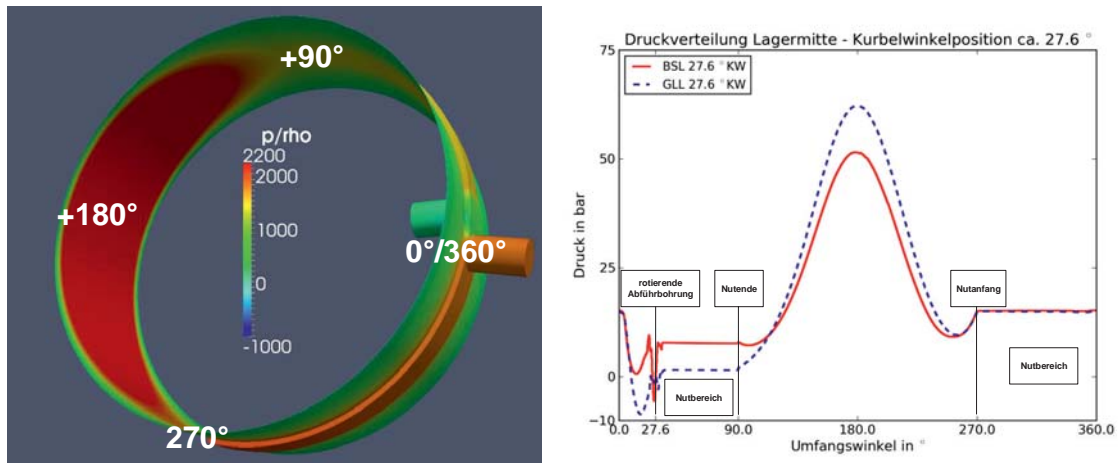 +90°
p/rho
2200
2000
1000
0
-1000
+180°
0°/360°
270°
Druckverteilung Lagermitte - Kurbelwinkelposition ca. 27.6 °
BSL 27.6 °KW
GLL 27.6 °KW
Druck in bar
75
50
25
0
−10
rotierende
Abführbohrung
Nutende
Nutanfang
Nutbereich
Nutbereich
0.0 27.6 90.0 180.0 270.0 360.0
Umfangswinkel in °